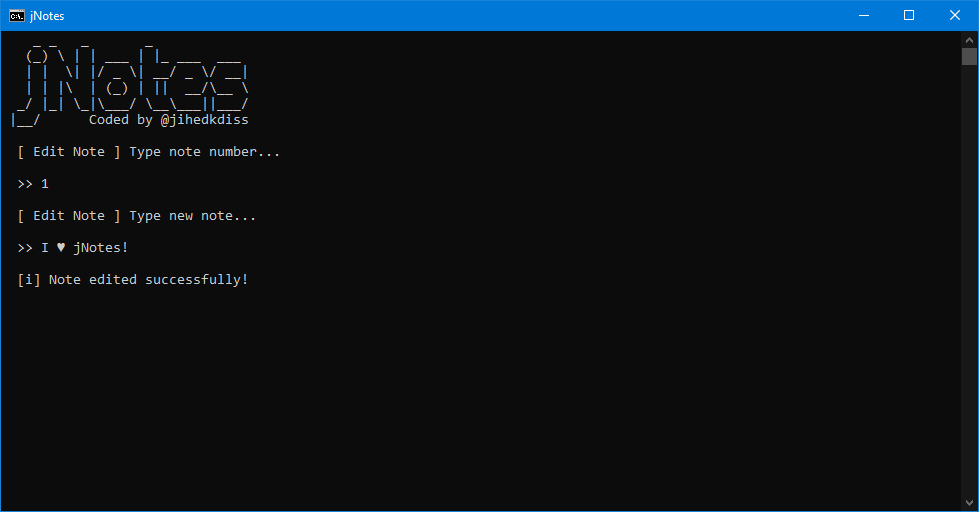 jNotes
jNotes
Coded by @jihedkdiss
[ Edit Note ] Type note number...
>> 1
[ Edit Note ] Type new note...
>> I ♥ jNotes!
[i] Note edited successfully!